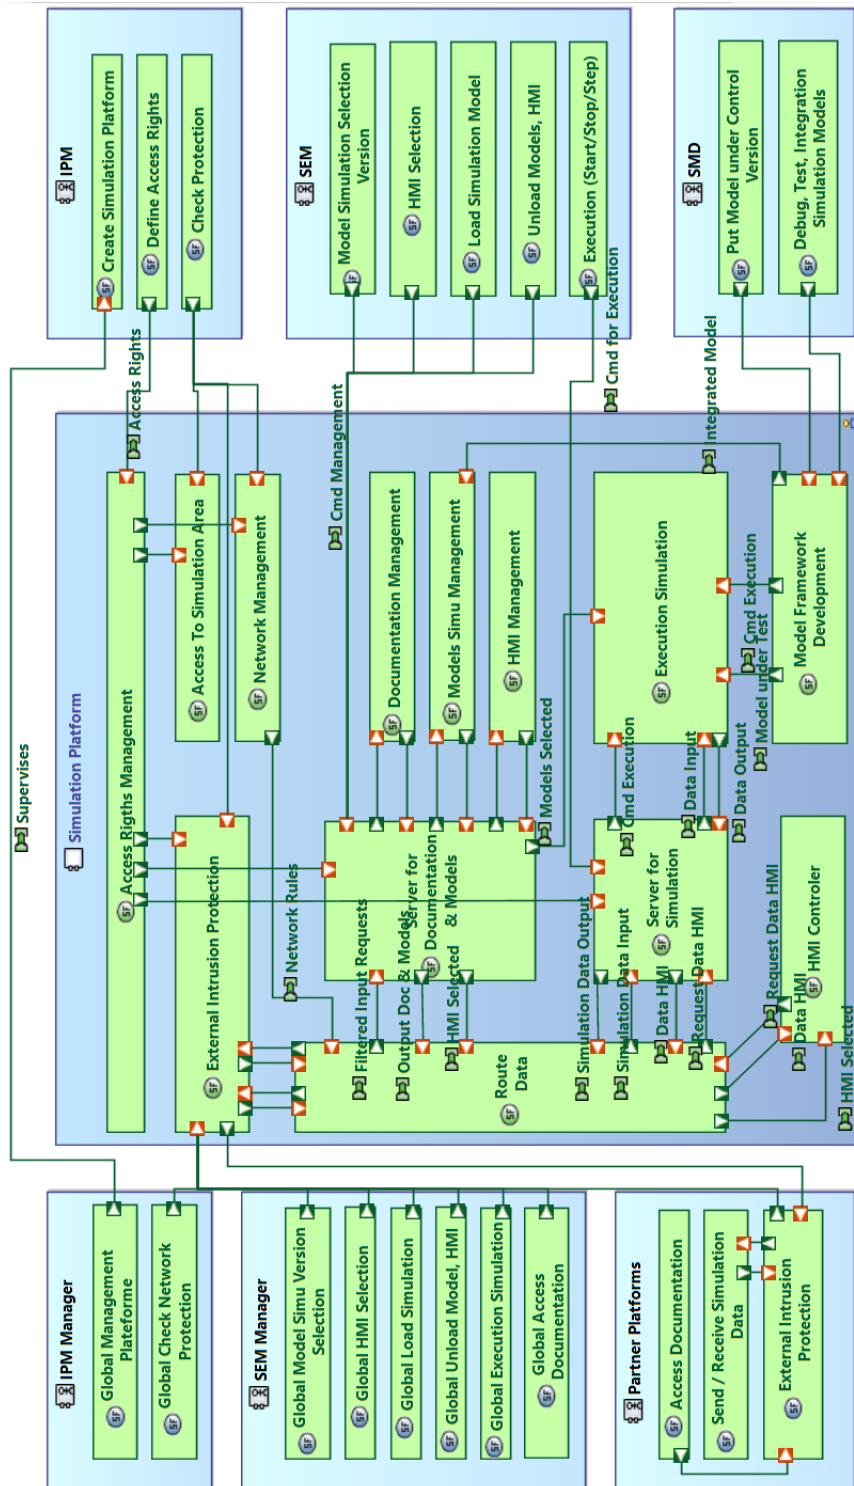 IPM Manager
Global Management
Plateforme
Global Check Network
Protection
SEM Manager
Global Model Simu Version
Selection
Global HMI Selection
Global Load Simulation
Global Unload Model, HMI
Global Execution Simulation
Global Access
Documentation
Partner Platforms
Access Documentation
Send / Receive Simulation
Data
External Intrusion
Protection
Supervises
Simulation Platform
Access Rigths Management
External Intrusion Protection
Access To Simulation Area
Network Management
Network Rules
Route
Data
Filtered Input Requests
Output Doc & Models
HMI Selected
Server for
Documentation
& Models
Documentation Management
Models Simu Management
HMI Management
Models Selected
Simulation Data Output
Simulation Data Input
Data HMI
Request Data HMI
Server for
Simulation
Cmd Execution
Data Input
Data Output
Execution Simulation
Cmd Execution
Model under Test
Model Framework
Development
HMI Controler
Request Data HMI
Data HMI
HMI Selected
Access Rights
Cmd Management
Cmd for Execution
Integrated Model
IPM
Create Simulation Platform
Define Access Rights
Check Protection
SEM
Model Simulation Selection
Version
HMI Selection
Load Simulation Model
Unload Models, HMI
Execution (Start/Stop/Step)
SMD
Put Model under Control
Version
Debug, Test, Integration
Simulation Models